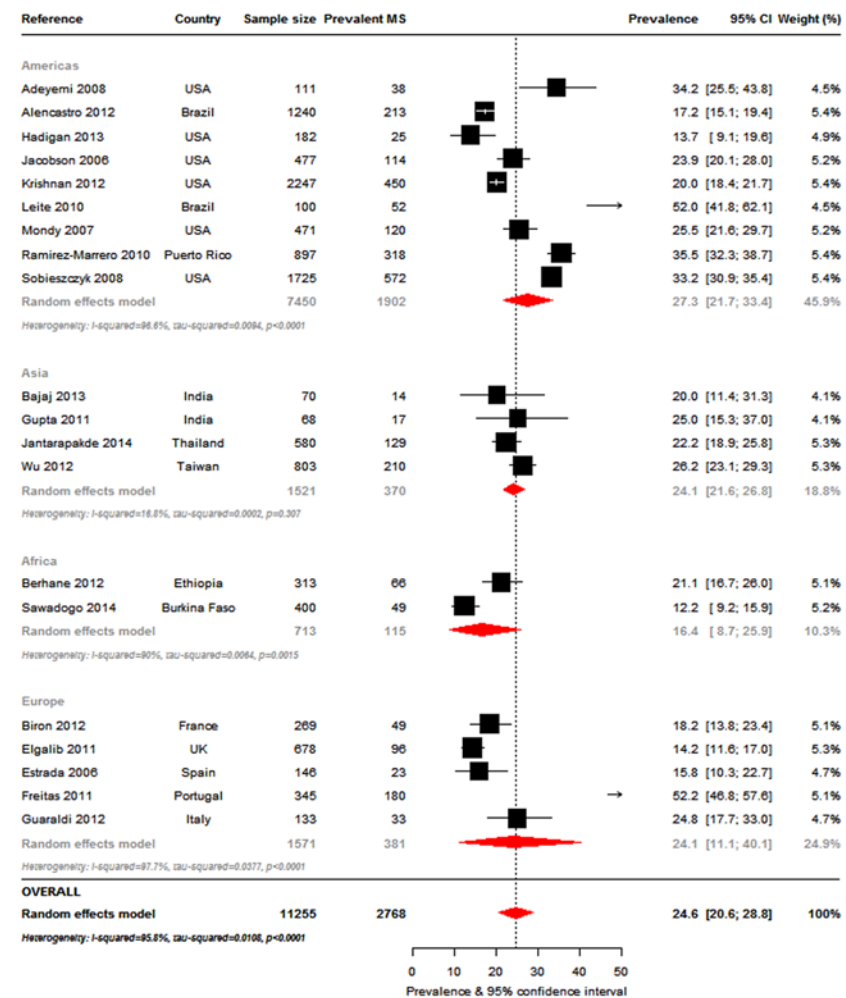 Reference Country Sample size Prevalent MS Prevalence 95% CI Weight (%)
Americas
Adeyemi 2008 USA 111 38 34.2 [25.5; 43.8] 4.5%
Alencastro 2012 Brazil 1240 213 17.2 [15.1; 19.4] 5.4%
Hadigan 2013 USA 182 25 13.7 [ 9.1; 19.6] 4.9%
Jacobson 2006 USA 477 114 23.9 [20.1; 28.0] 5.2%
Krishnan 2012 USA 2247 450 20.0 [18.4; 21.7] 5.4%
Leite 2010 Brazil 100 52 52.0 [41.8; 62.1] 4.5%
Mondy 2007 USA 471 120 25.5 [21.6; 29.7] 5.2%
Ramirez-Marrero 2010 Puerto Rico 897 318 35.5 [32.3; 38.7] 5.4%
Sobieszczyk 2008 USA 1725 572 33.2 [30.9; 35.4] 5.4%
Random effects model 7450 1902 27.3 [21.7; 33.4] 45.9%
Heterogeneity: I-squared=96.6%, tau-squared=0.0094, p<0.0001
Asia
Bajaj 2013 India 70 14 20.0 [11.4; 31.3] 4.1%
Gupta 2011 India 68 17 25.0 [15.3; 37.0] 4.1%
Jantarapakde 2014 Thailand 580 129 22.2 [18.9; 25.8] 5.3%
Wu 2012 Taiwan 803 210 26.2 [23.1; 29.3] 5.3%
Random effects model 1521 370 24.1 [21.6; 26.8] 18.8%
Heterogeneity: I-squared=16.8%, tau-squared=0.0002, p=0.307
Africa
Berhane 2012 Ethiopia 313 66 21.1 [16.7; 26.0] 5.1%
Sawadogo 2014 Burkina Faso 400 49 12.2 [ 9.2; 15.9] 5.2%
Random effects model 713 115 16.4 [ 8.7; 25.9] 10.3%
Heterogeneity: I-squared=90%, tau-squared=0.0064, p=0.0015
Europe
Biron 2012 France 269 49 18.2 [13.8; 23.4] 5.1%
Elgalib 2011 UK 678 96 14.2 [11.6; 17.0] 5.3%
Estrada 2006 Spain 146 23 15.8 [10.3; 22.7] 4.7%
Freitas 2011 Portugal 345 180 52.2 [46.8; 57.6] 5.1%
Guaraldi 2012 Italy 133 33 24.8 [17.7; 33.0] 4.7%
Random effects model 1571 381 24.1 [11.1; 40.1] 24.9%
Heterogeneity: I-squared=97.7%, tau-squared=0.0377, p<0.0001
OVERALL
Random effects model 11255 2768 24.6 [20.6; 28.8] 100%
Heterogeneity: I-squared=95.8%, tau-squared=0.0108, p<0.0001
0 10 20 30 40 50
Prevalence & 95% confidence interval